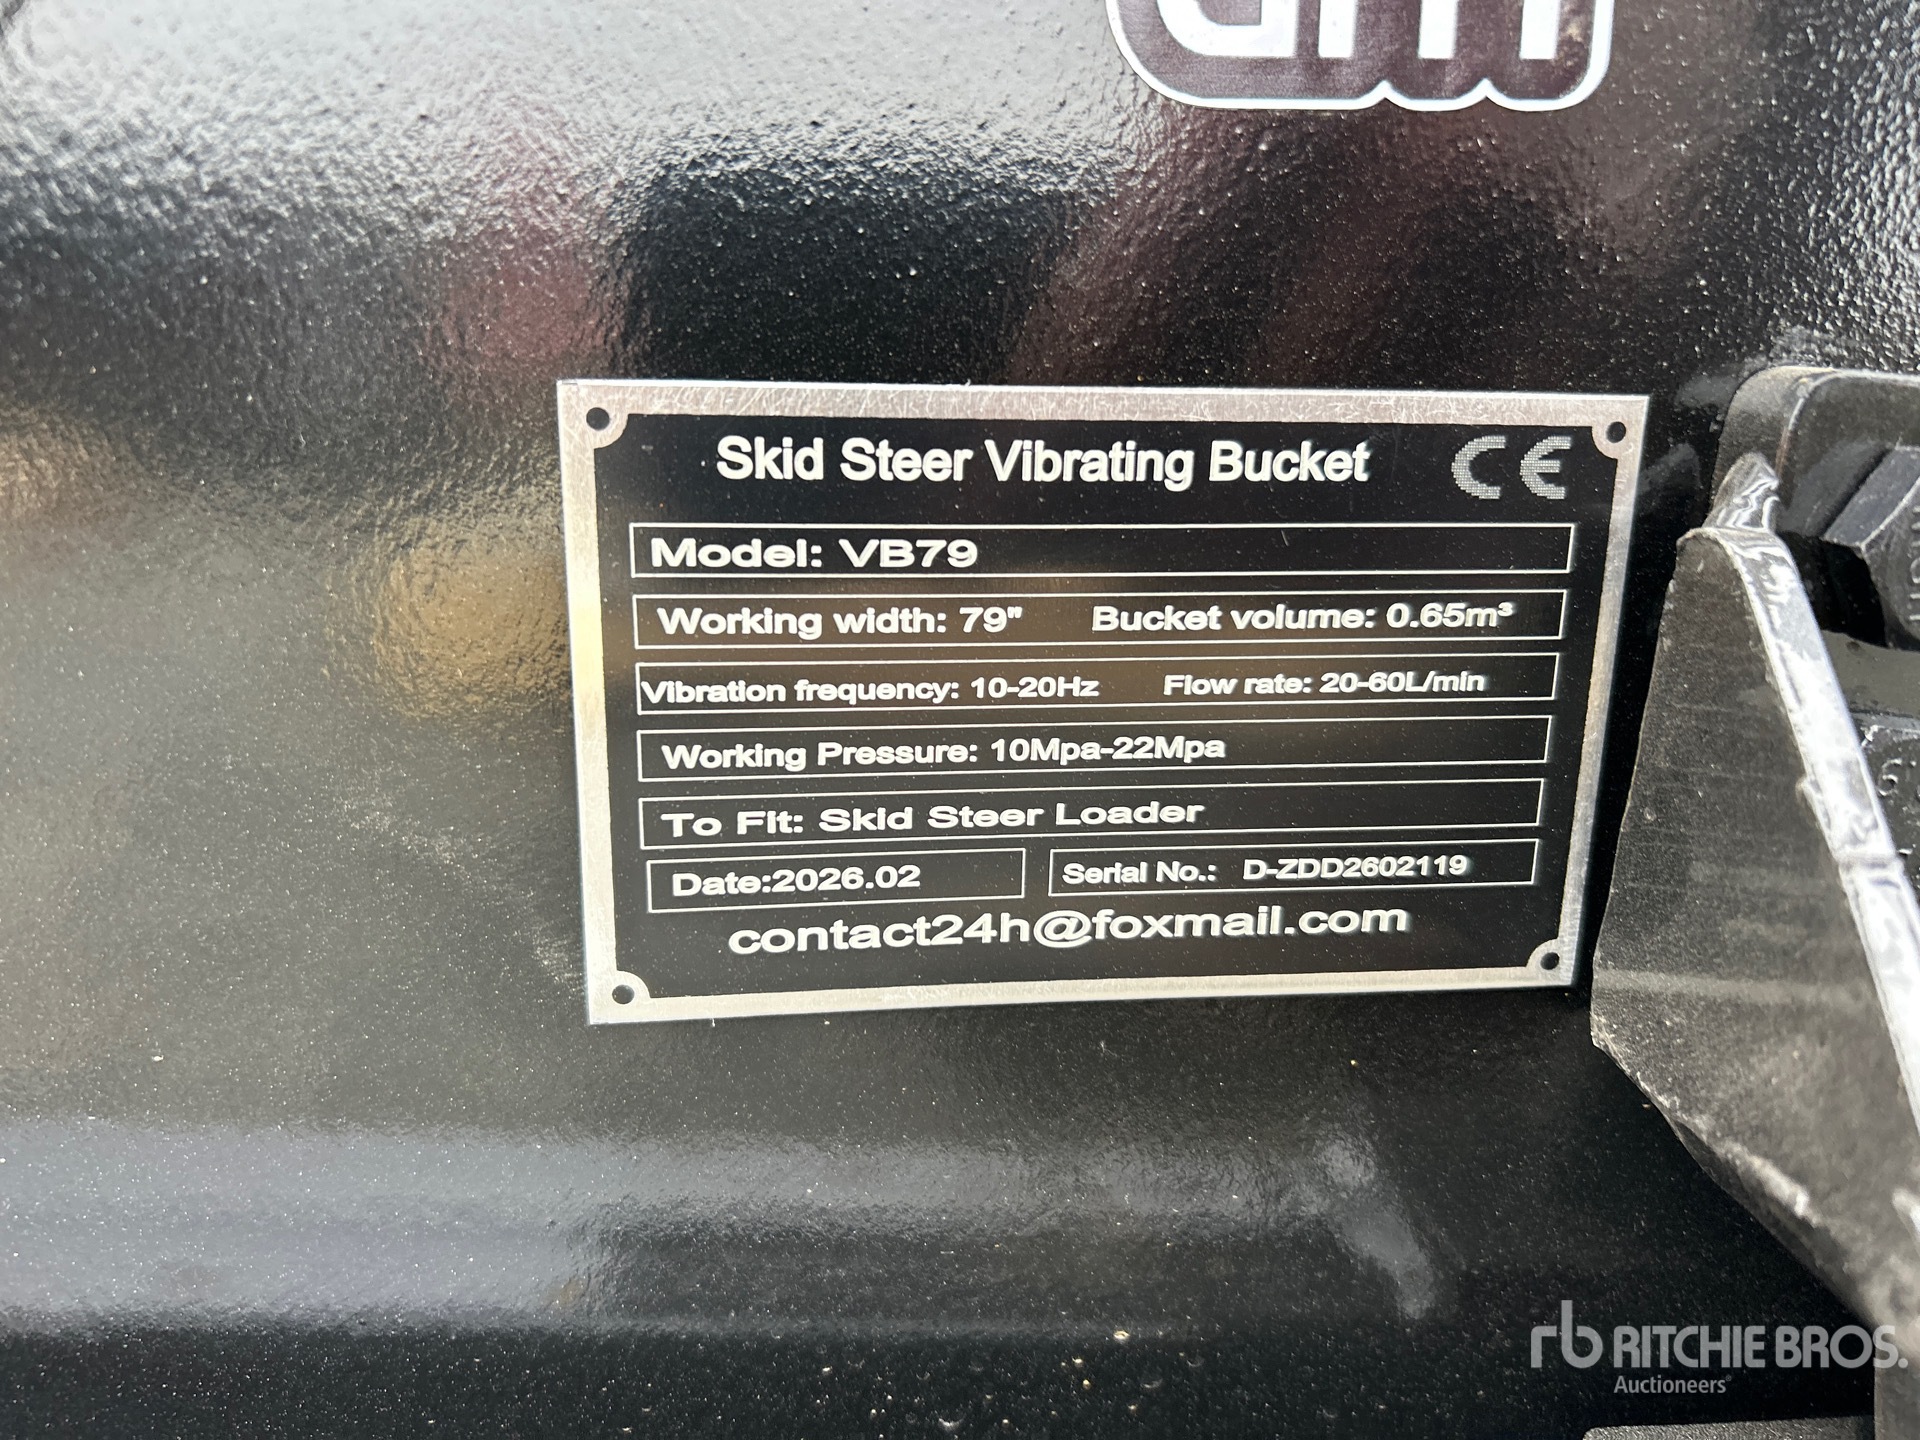 Skid Steer Vibrating Bucket CE
Model: VB79
Working width: 79" Bucket volume: 0.65m³
Vibration frequency: 10-20Hz Flow rate: 20-60L/min
Working Pressure: 10Mpa-22Mpa
To Fit: Skid Steer Loader
Date:2026.02 Serial No.: D-ZDD2602119
contact24h@foxmail.com
rb RITCHIE BROS.
Auctioneers